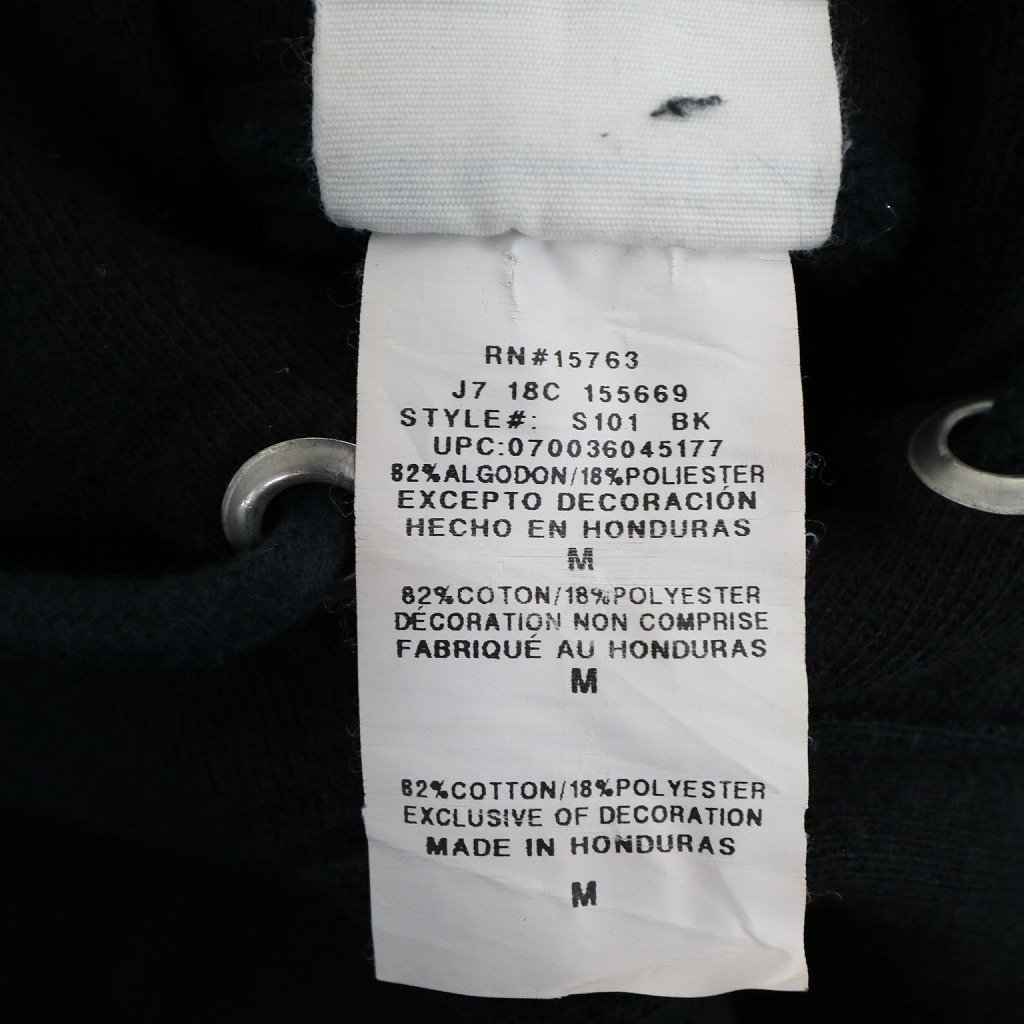 RN#15763
J7 18C 155669
STYLE#: S101 BK
UPC:070036045177
82%ALGODON/18%POLIESTER
EXCEPTO DECORACIÓN
HECHO EN HONDURAS
M
82%COTON/18%POLYESTER
DÉCORATION NON COMPRISE
FABRIQUÉ AU HONDURAS
M
82%COTTON/18%POLYESTER
EXCLUSIVE OF DECORATION
MADE IN HONDURAS
M